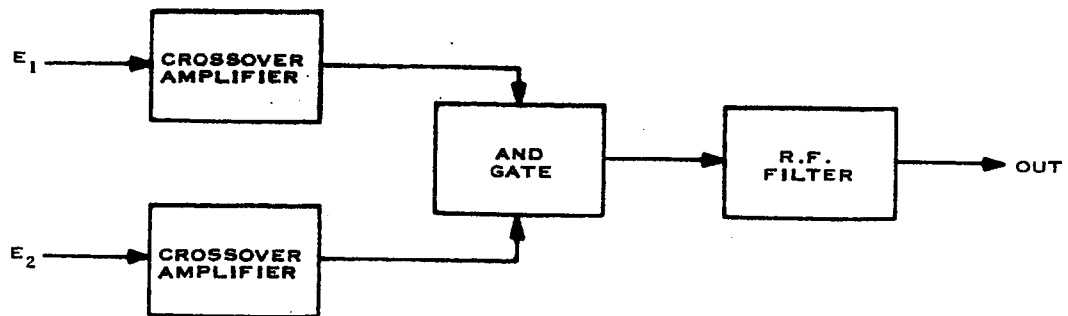 E1
CROSSOVER
AMPLIFIER
AND
GATE
R.F.
FILTER
OUT
E2
CROSSOVER
AMPLIFIER